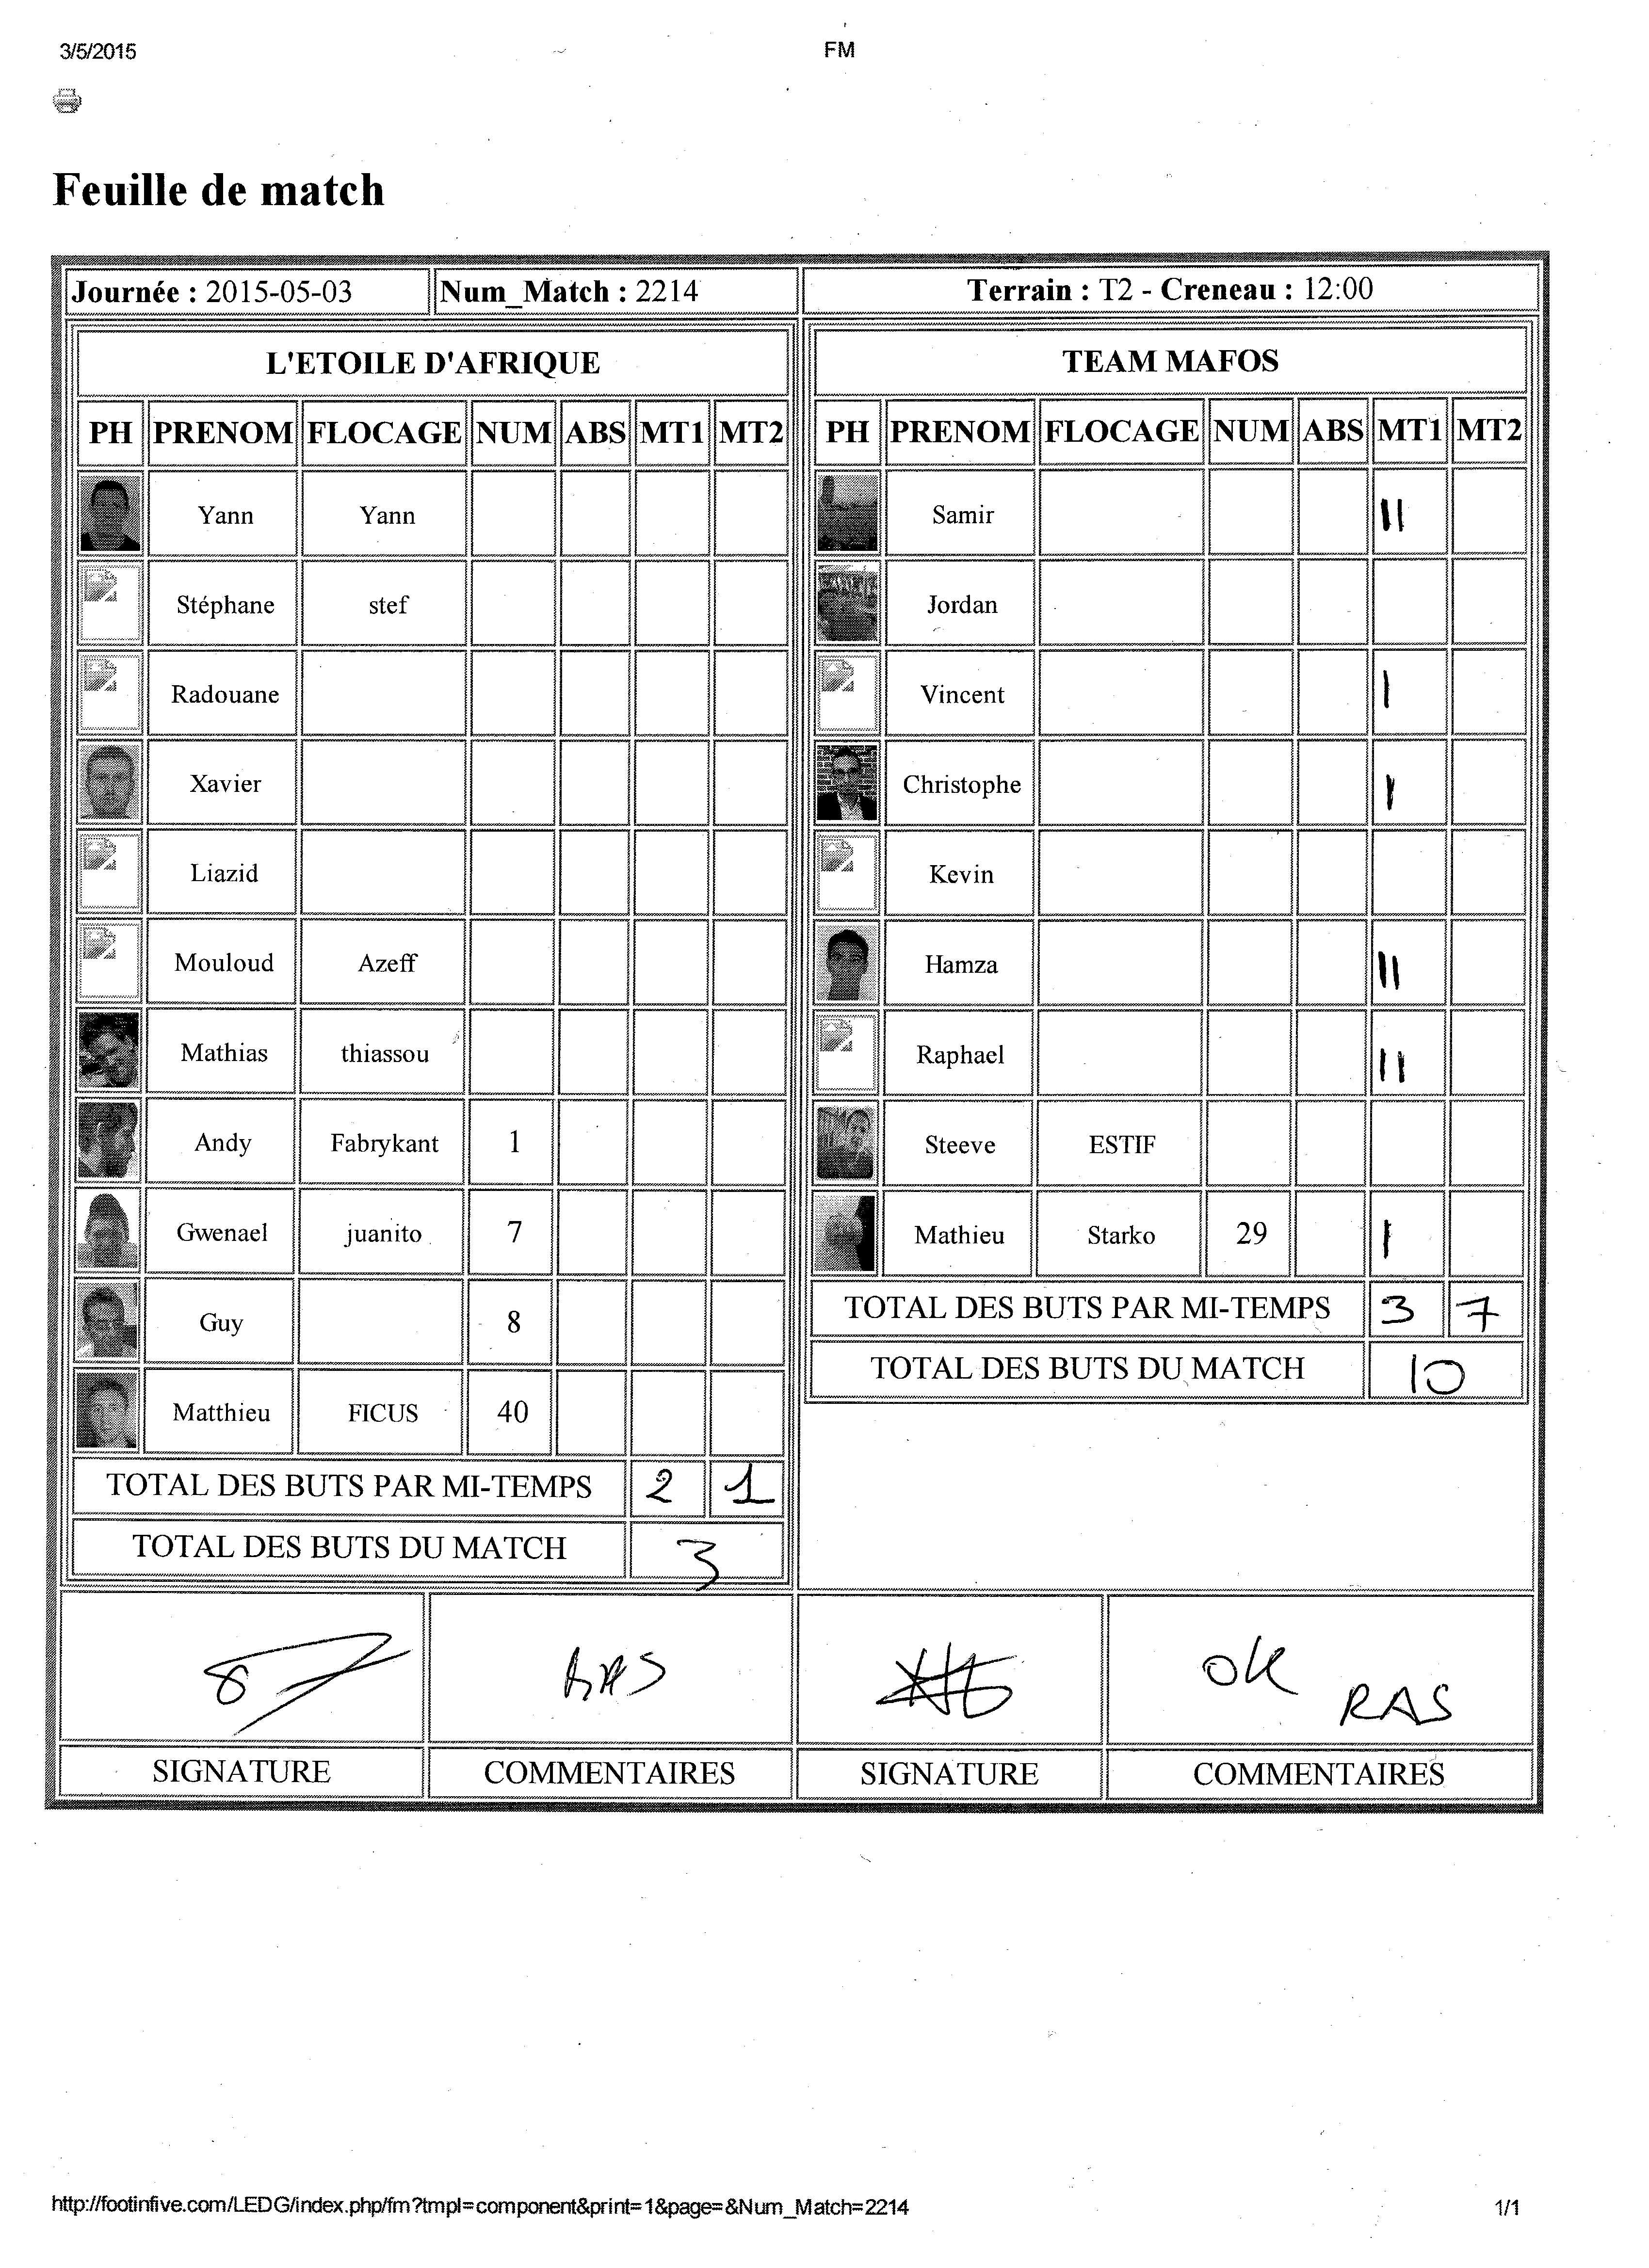 3/5/2015 FM
Feuille de match
Journée : 2015-05-03 Num_Match : 2214 Terrain : T2 - Creneau : 12:00
L'ETOILE D'AFRIQUE
PH PRENOM FLOCAGE NUM ABS MT1 MT2
Yann Yann
Stéphane stef
Radouane
Xavier
Liazid
Mouloud Azeff
Mathias thiassou
Andy Fabrykant 1
Gwenael juanito 7
Guy 8
Matthieu FICUS 40
TOTAL DES BUTS PAR MI-TEMPS 2 1
TOTAL DES BUTS DU MATCH 3
TEAM MAFOS
PH PRENOM FLOCAGE NUM ABS MT1 MT2
Samir II
Jordan
Vincent I
Christophe I
Kevin
Hamza II
Raphael II
Steeve ESTIF
Mathieu Starko 29 I
TOTAL DES BUTS PAR MI-TEMPS 3 7
TOTAL DES BUTS DU MATCH 10
RAS
OK
RAS
SIGNATURE COMMENTAIRES SIGNATURE COMMENTAIRES
http://footinfive.com/LEDG/index.php/fm?tmpl=component&print=1&page=&Num_Match=2214 1/1